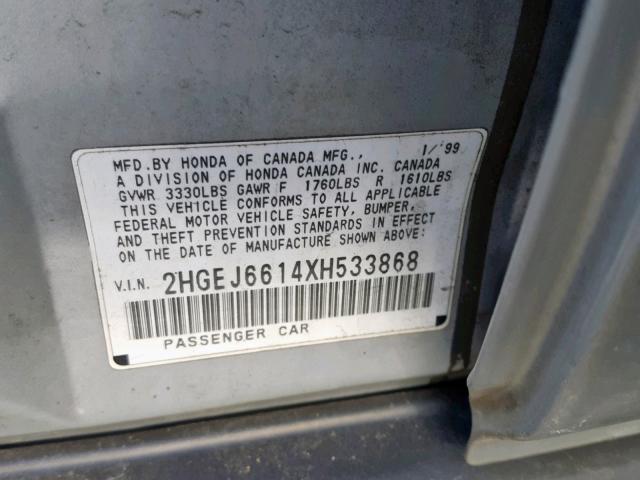 MFD. BY HONDA OF CANADA MFG., 1/ '99
A DIVISION OF HONDA CANADA INC. CANADA
GVWR 3330LBS GAWR F 1760LBS R 1610LBS
THIS VEHICLE CONFORMS TO ALL APPLICABLE
FEDERAL MOTOR VEHICLE SAFETY, BUMPER,
AND THEFT PREVENTION STANDARDS IN EFFECT
ON THE DATE OF MANUFACTURE SHOWN ABOVE:
V.I.N. 2HGEJ6614XH533868
PASSENGER CAR